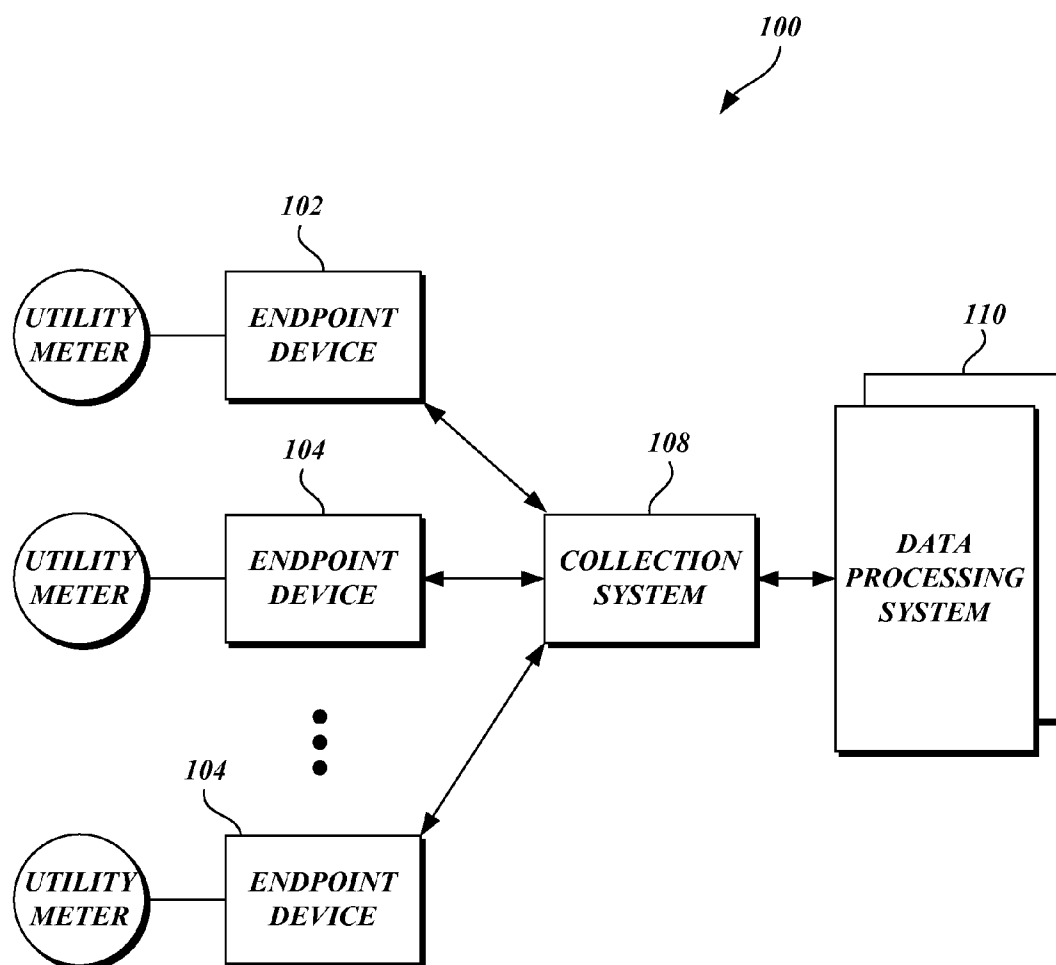 100
102
UTILITY
METER
ENDPOINT
DEVICE
110
104
108
UTILITY
METER
ENDPOINT
DEVICE
COLLECTION
SYSTEM
DATA
PROCESSING
SYSTEM
104
UTILITY
METER
ENDPOINT
DEVICE